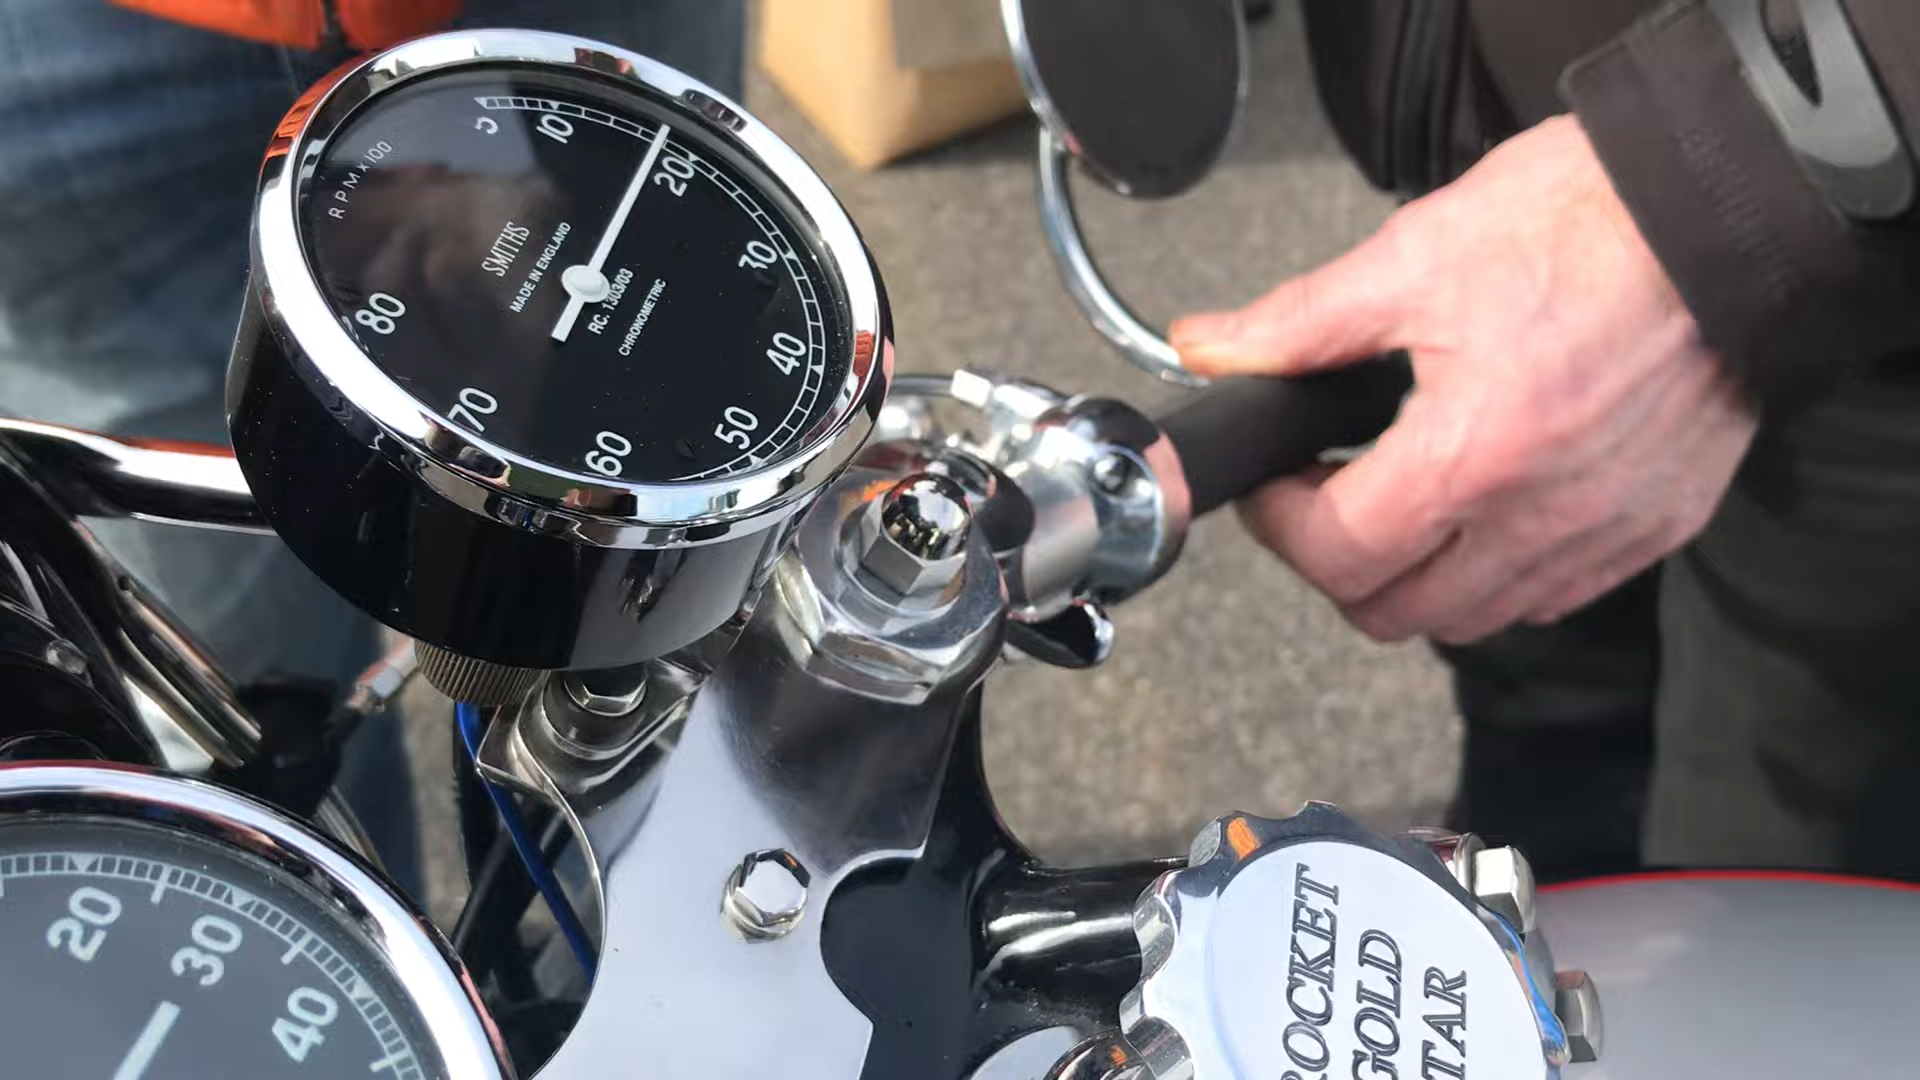 RPM x 100
10
20
30
40
50
60
70
80
SMITHS
MADE IN ENGLAND
RC. 1303/03
CHRONOMETRIC
20
30
40
ROCKET
GOLD
STAR